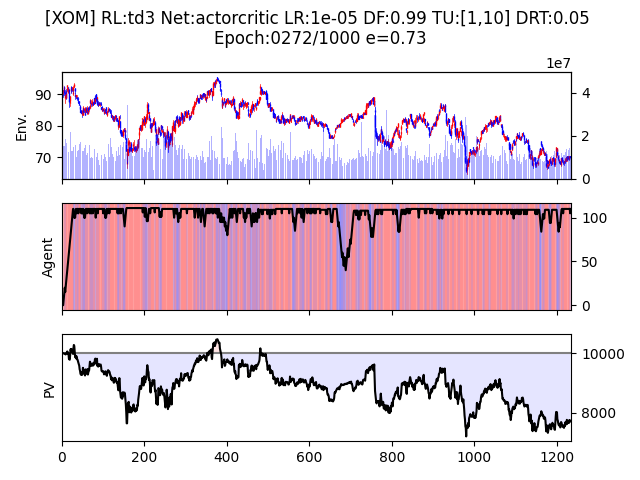 [XOM] RL:td3 Net:actorcritic LR:1e-05 DF:0.99 TU:[1,10] DRT:0.05
Epoch:0272/1000 e=0.73
1e7
Env.
90
80
70
4
2
0
Agent
100
50
0
PV
10000
8000
0 200 400 600 800 1000 1200